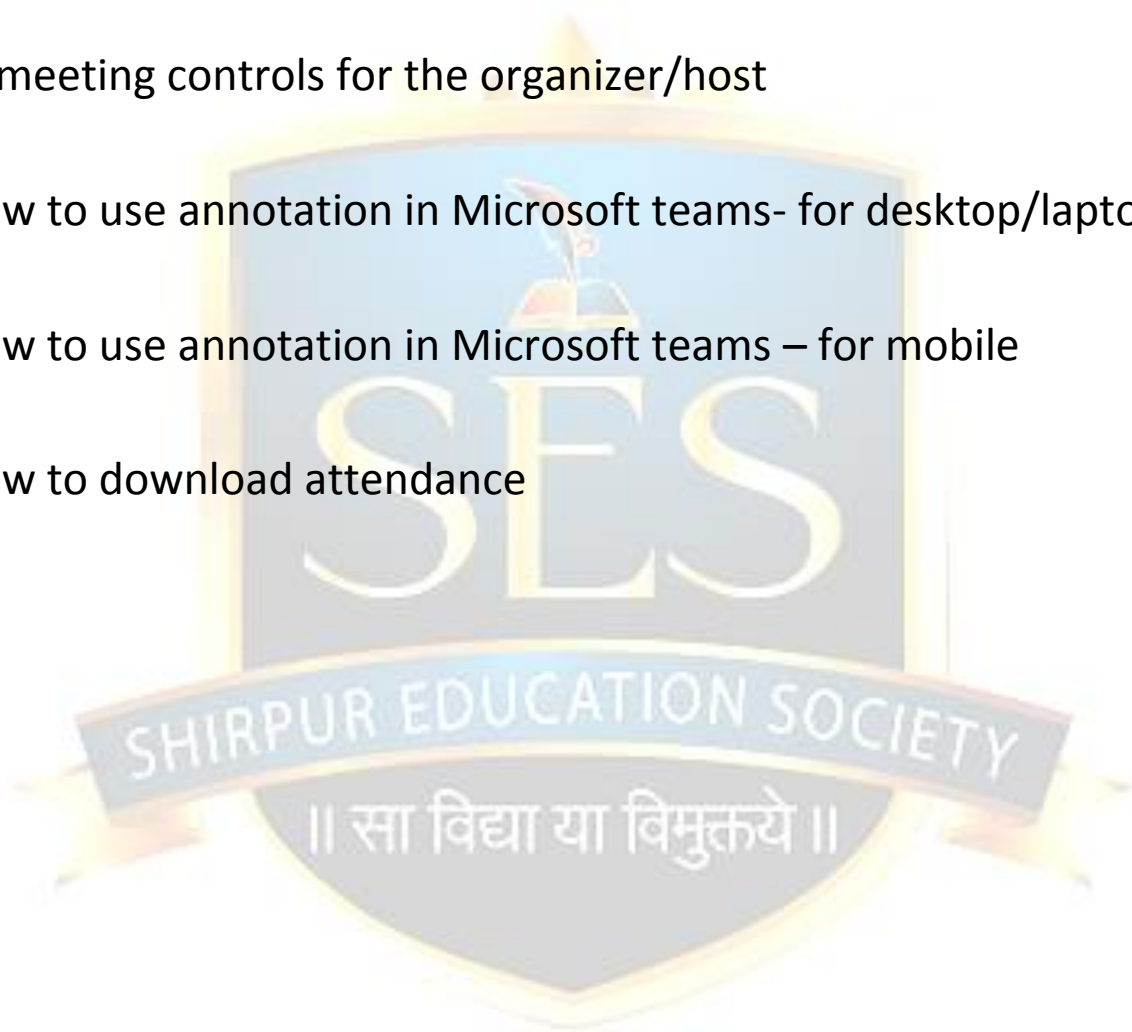 meeting controls for the organizer/host
w to use annotation in Microsoft teams- for desktop/lapto
w to use annotation in Microsoft teams – for mobile
w to download attendance
SES
SHIRPUR EDUCATION SOCIETY
॥ सा विद्या या विमुक्तये ॥